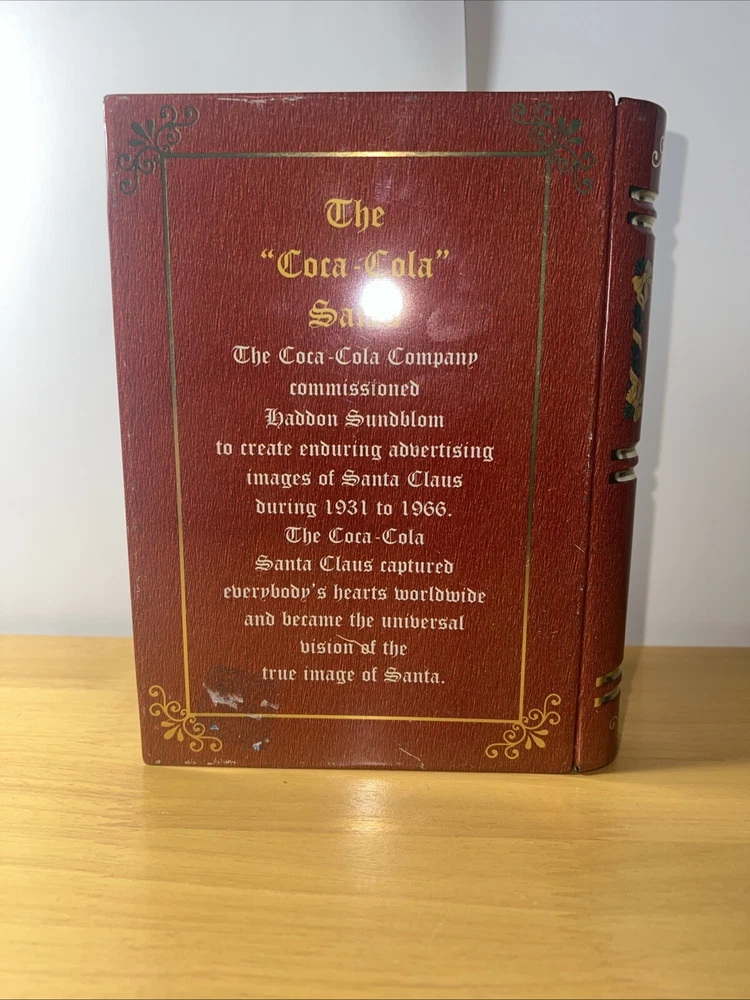 The
“Coca-Cola”
Santa
The Coca-Cola Company
commissioned
Haddon Sundblom
to create enduring advertising
images of Santa Claus
during 1931 to 1966.
The Coca-Cola
Santa Claus captured
everybody's hearts worldwide
and became the universal
vision of the
true image of Santa.